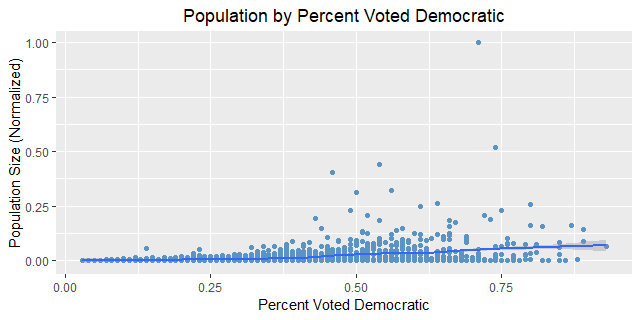 Population by Percent Voted Democratic
Population Size (Normalized)
1.00
0.75
0.50
0.25
0.00
0.00 0.25 0.50 0.75
Percent Voted Democratic